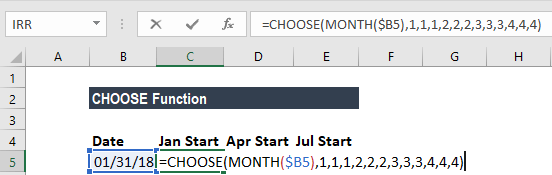 IRR fx =CHOOSE(MONTH($B5),1,1,1,2,2,2,3,3,3,4,4,4)
A B C D E F G H
1
2 CHOOSE Function
3
4 Date Jan Start Apr Start Jul Start
5 01/31/18 =CHOOSE(MONTH($B5),1,1,1,2,2,2,3,3,3,4,4,4)